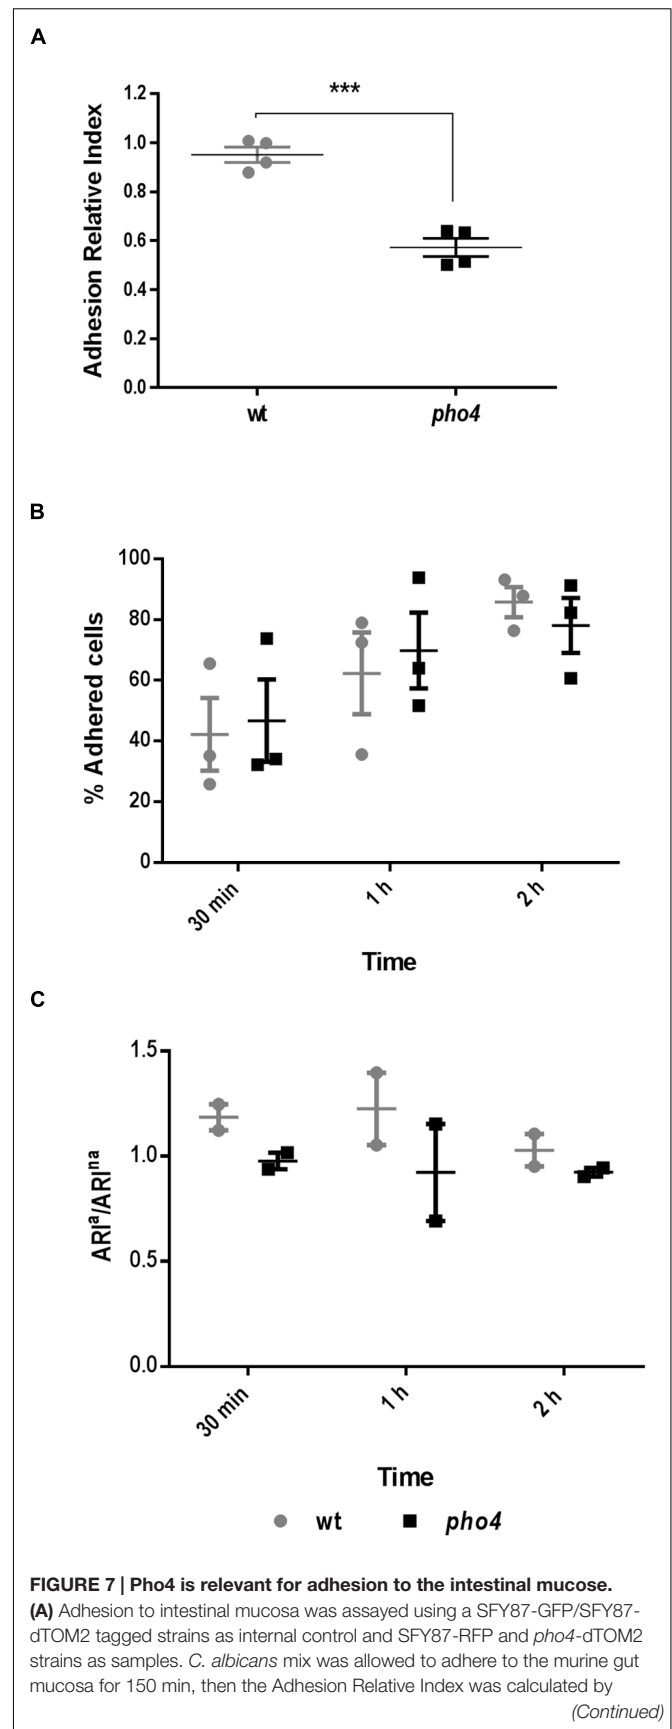 A
***
1.2
1.0
0.8
0.6
0.4
0.2
0.0
Adhesion Relative Index
wt
pho4
B
100
80
60
40
20
0
% Adhered cells
30 min
1 h
2 h
Time
C
1.5
1.0
0.5
0.0
ARIᵃ/ARIⁿᵃ
30 min
1 h
2 h
Time
wt
pho4
FIGURE 7 | Pho4 is relevant for adhesion to the intestinal mucose.
(A) Adhesion to intestinal mucosa was assayed using a SFY87-GFP/SFY87-
dTOM2 tagged strains as internal control and SFY87-RFP and pho4-dTOM2
strains as samples. C. albicans mix was allowed to adhere to the murine gut
mucosa for 150 min, then the Adhesion Relative Index was calculated by
(Continued)